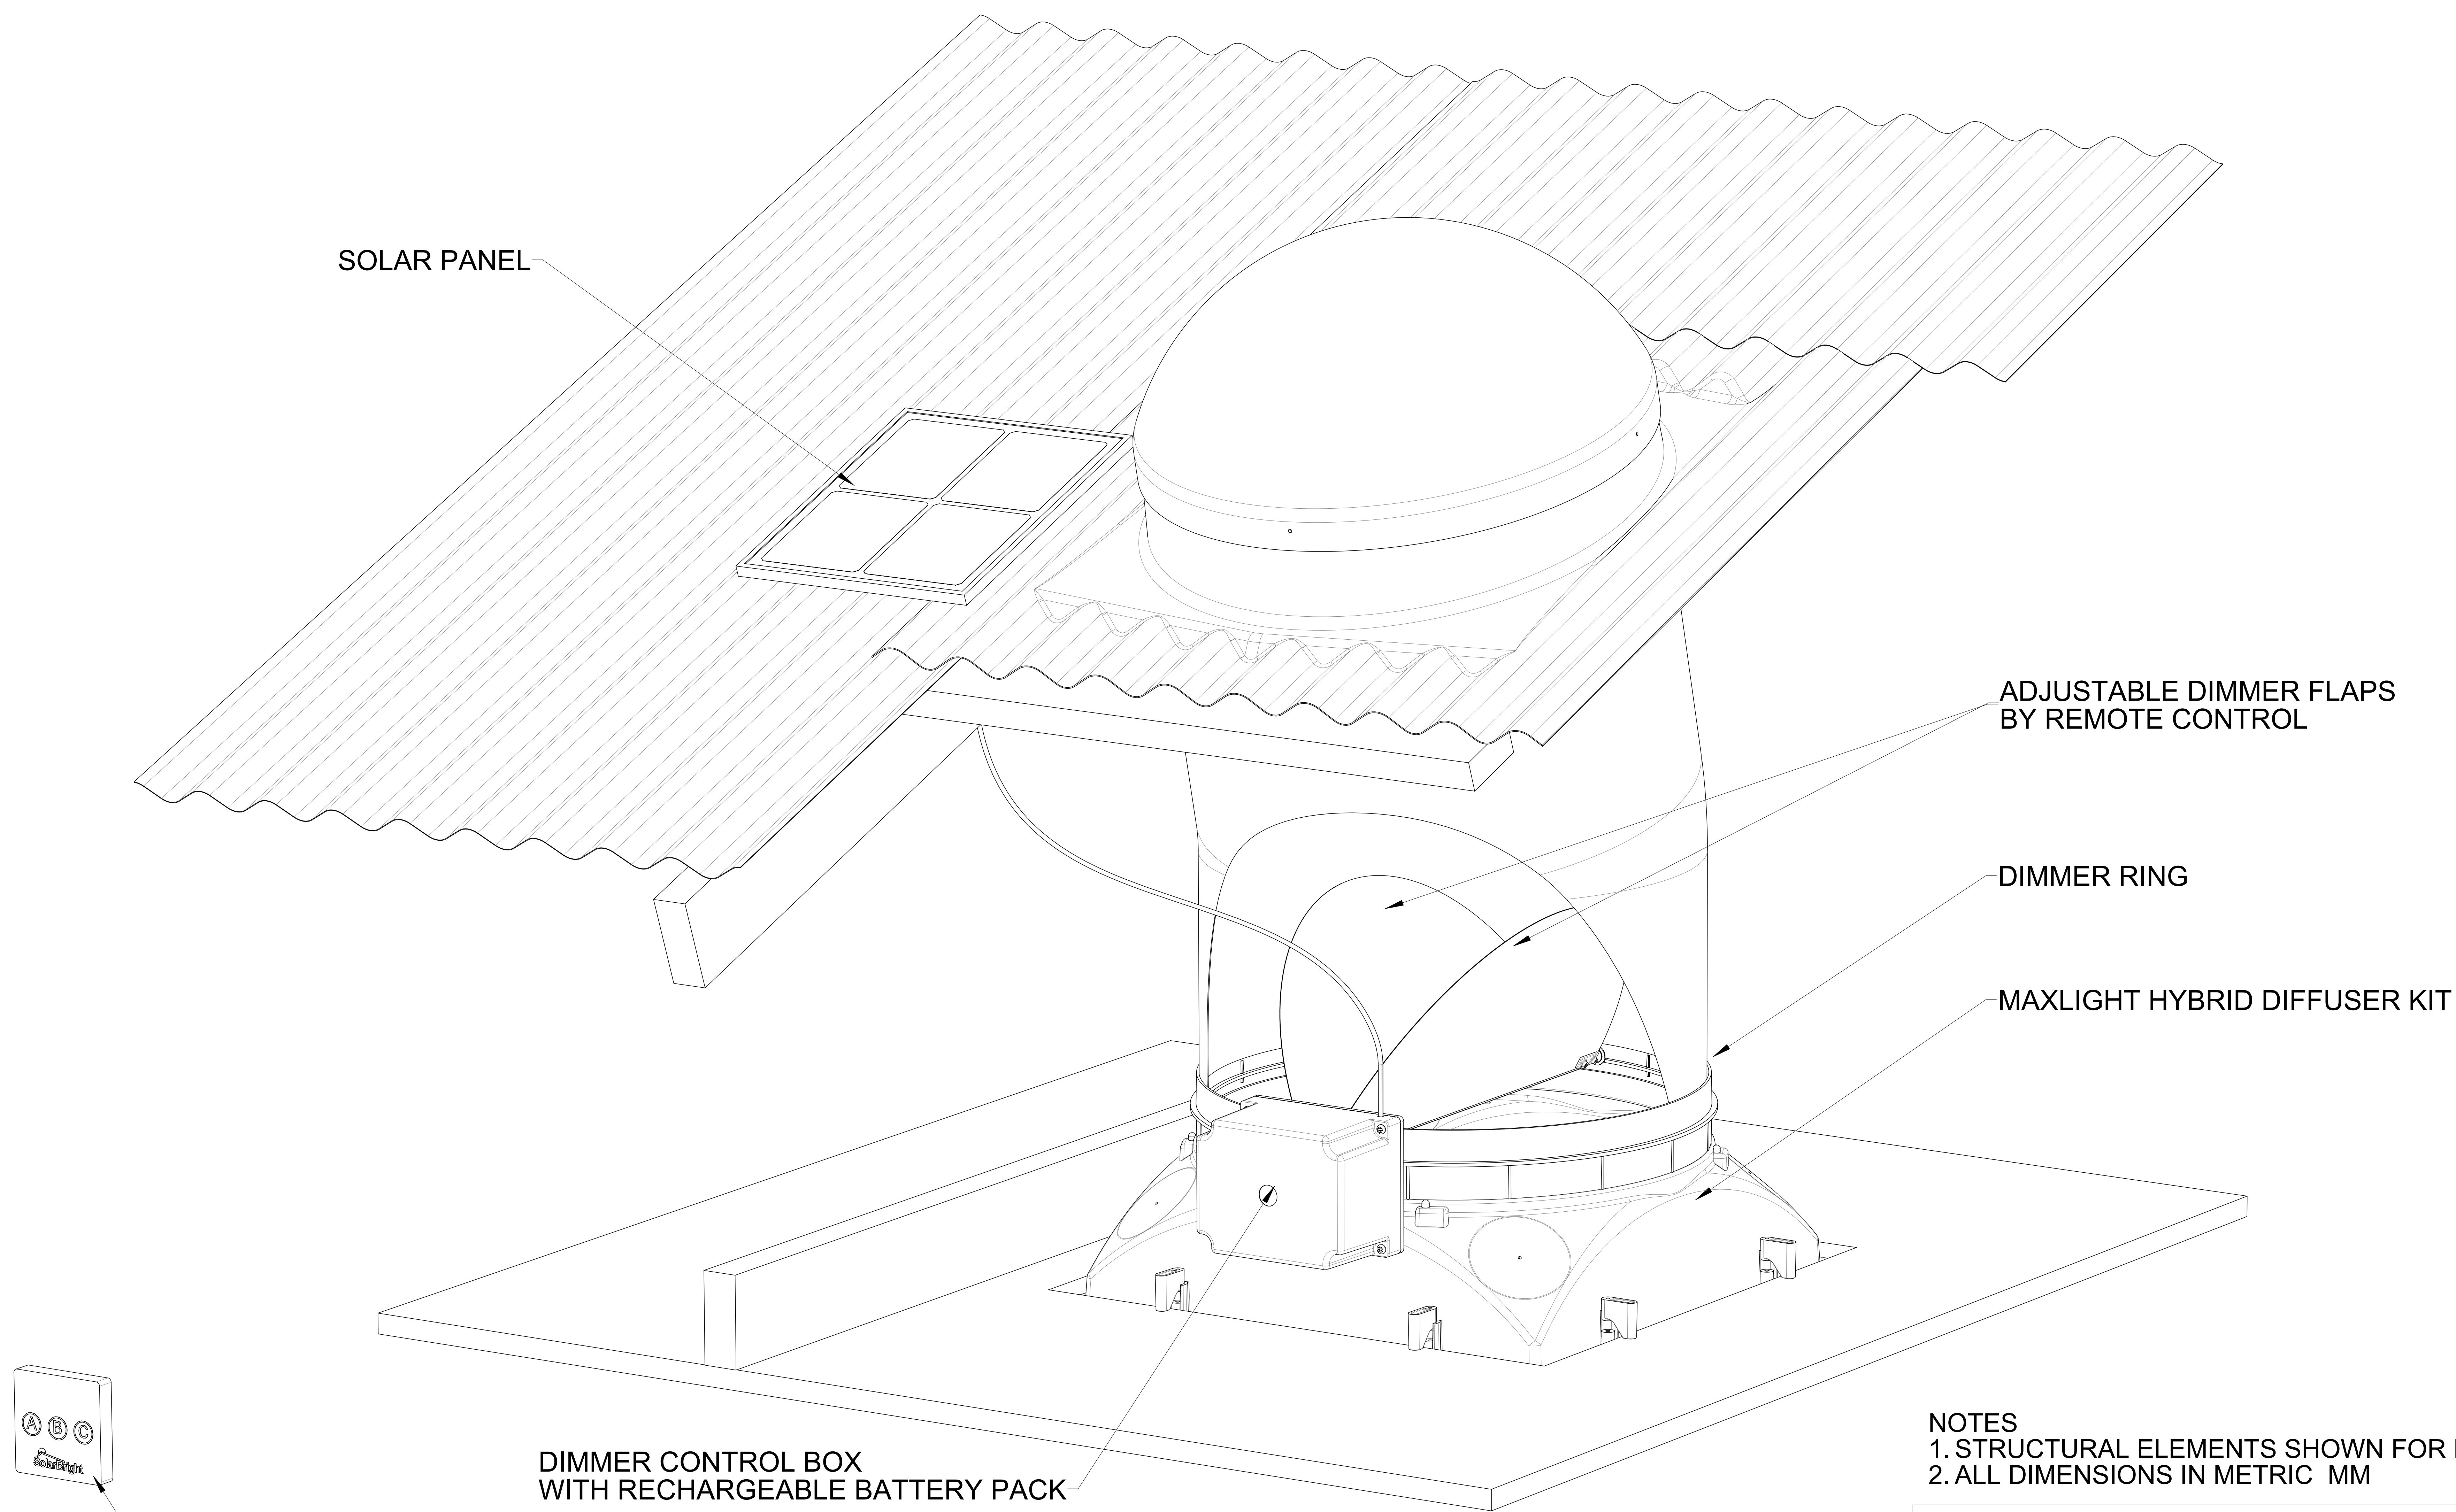 SOLAR PANEL
ADJUSTABLE DIMMER FLAPS
BY REMOTE CONTROL
DIMMER RING
MAXLIGHT HYBRID DIFFUSER KIT
A B C
SolarBright
DIMMER CONTROL BOX
WITH RECHARGEABLE BATTERY PACK
NOTES
1. STRUCTURAL ELEMENTS SHOWN FOR
2. ALL DIMENSIONS IN METRIC MM